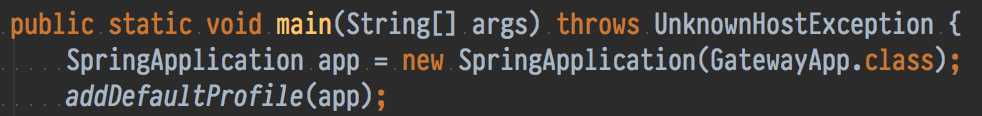 public static void main(String[] args) throws UnknownHostException {
SpringApplication app = new SpringApplication(GatewayApp.class);
addDefaultProfile(app);